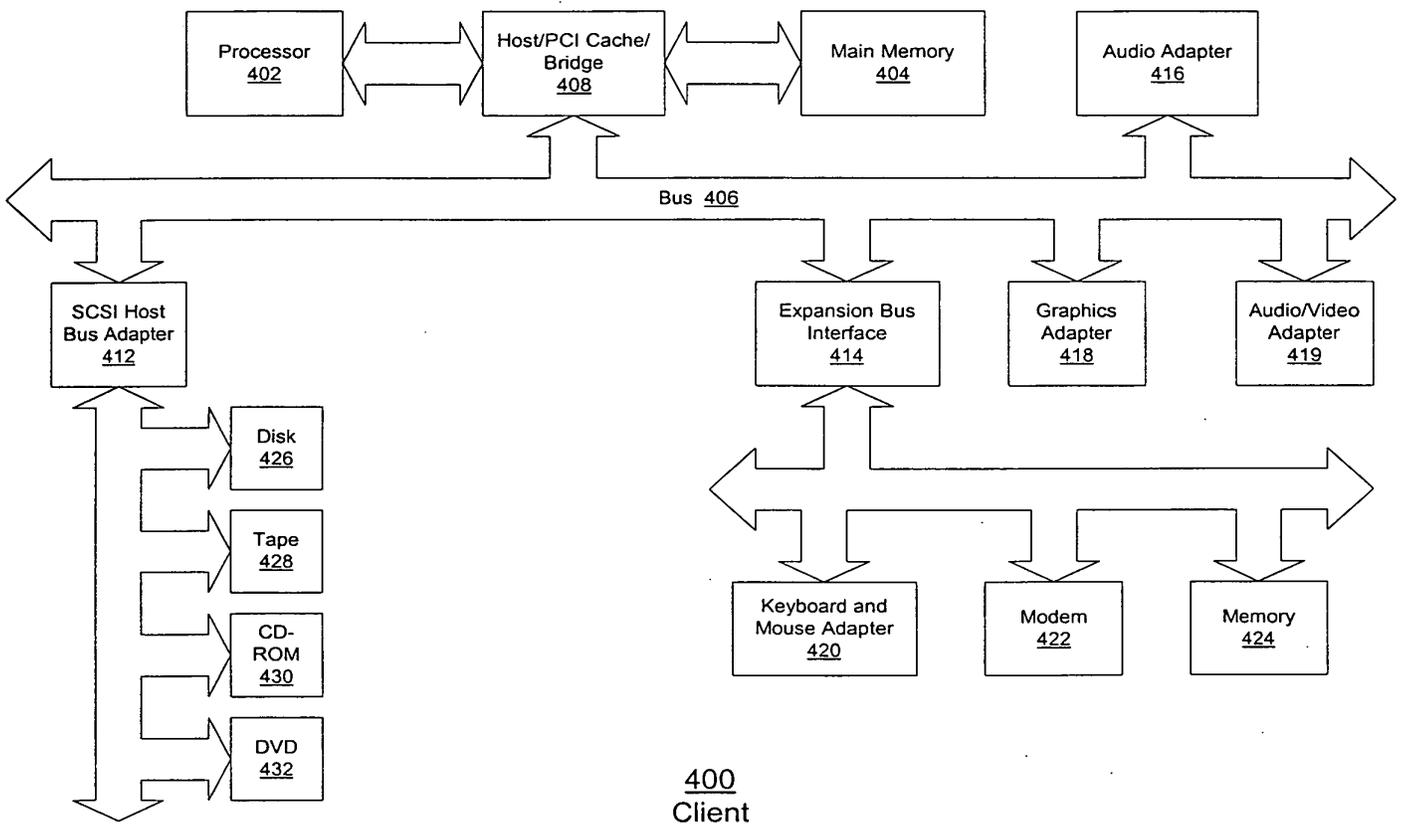 Processor
402
Host/PCI Cache/
Bridge
408
Main Memory
404
Audio Adapter
416
Bus 406
SCSI Host
Bus Adapter
412
Expansion Bus
Interface
414
Graphics
Adapter
418
Audio/Video
Adapter
419
Disk
426
Tape
428
CD-
ROM
430
DVD
432
Keyboard and
Mouse Adapter
420
Modem
422
Memory
424
400
Client